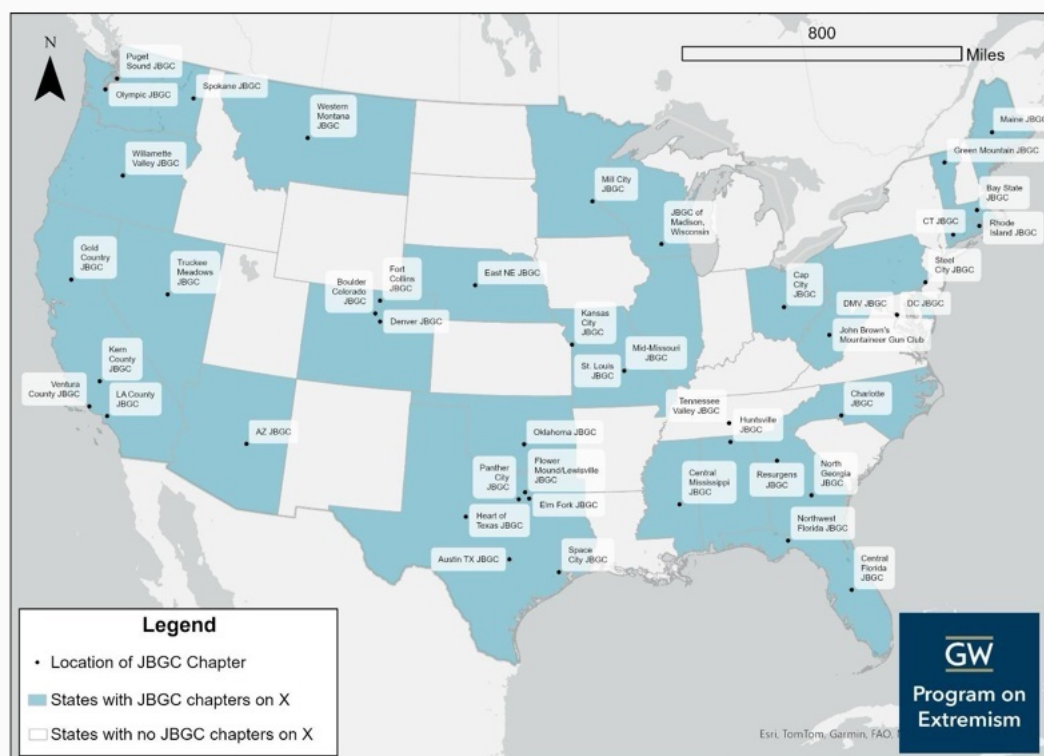 N
800
Miles
Puget
Sound JBGC
Olympic JBGC
Spokane JBGC
Western
Montana
JBGC
Willamette
Valley JBGC
Mill City
JBGC
JBGC of
Madison,
Wisconsin
Maine JBGC
Green Mountain JBGC
Bay State
JBGC
CT JBGC
Rhode
Island JBGC
Gold
Country
JBGC
Truckee
Meadows
JBGC
Boulder
Colorado
JBGC
Fort
Collins
JBGC
Denver JBGC
East NE JBGC
Kansas
City
JBGC
Mid-Missouri
JBGC
St. Louis
JBGC
Cap
City
JBGC
Steel
City JBGC
DMV JBGC
DC JBGC
John Brown's
Mountaineer Gun Club
Kern
County
JBGC
Ventura
County JBGC
LA County
JBGC
AZ JBGC
Tennessee
Valley JBGC
Huntsville
JBGC
Charlotte
JBGC
Oklahoma JBGC
Panther
City
JBGC
Flower
Mound/Lewisville
JBGC
Elm Fork JBGC
Heart of
Texas JBGC
Central
Mississippi
JBGC
Resurgens
JBGC
North
Georgia
JBGC
Northwest
Florida JBGC
Austin TX JBGC
Space
City JBGC
Central
Florida
JBGC
Legend
Location of JBGC Chapter
States with JBGC chapters on X
States with no JBGC chapters on X
GW
Program on
Extremism
Esri, TomTom, Garmin, FAO,